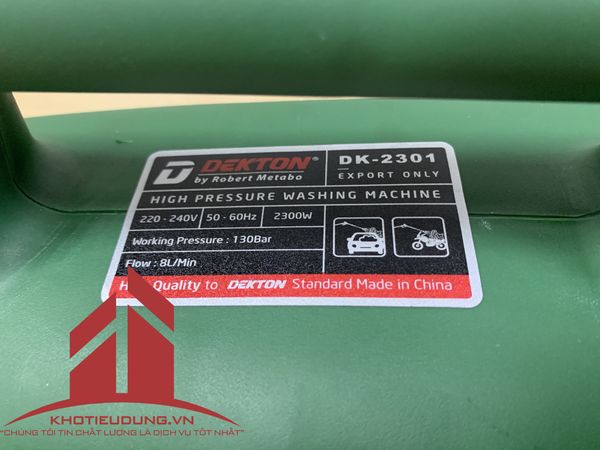 DEKTON®
by Robert Metabo
DK-2301
EXPORT ONLY
HIGH PRESSURE WASHING MACHINE
220 - 240V 50 - 60Hz 2300W
Working Pressure : 130Bar
Flow : 8L/Min
Quality to DEKTON Standard Made in China
KHOTIEUDUNG.VN
"CHÚNG TÔI TIN CHẤT LƯỢNG LÀ DỊCH VỤ TỐT NHẤT"